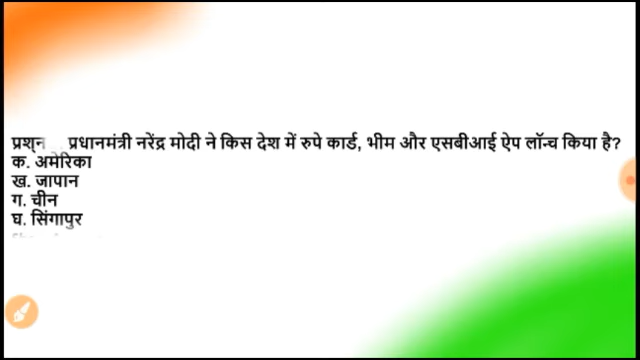 प्रश्न प्रधानमंत्री नरेंद्र मोदी ने किस देश में रुपे कार्ड, भीम और एसबीआई ऐप लॉन्च किया है?
क. अमेरिका
ख. जापान
ग. चीन
घ. सिंगापुर